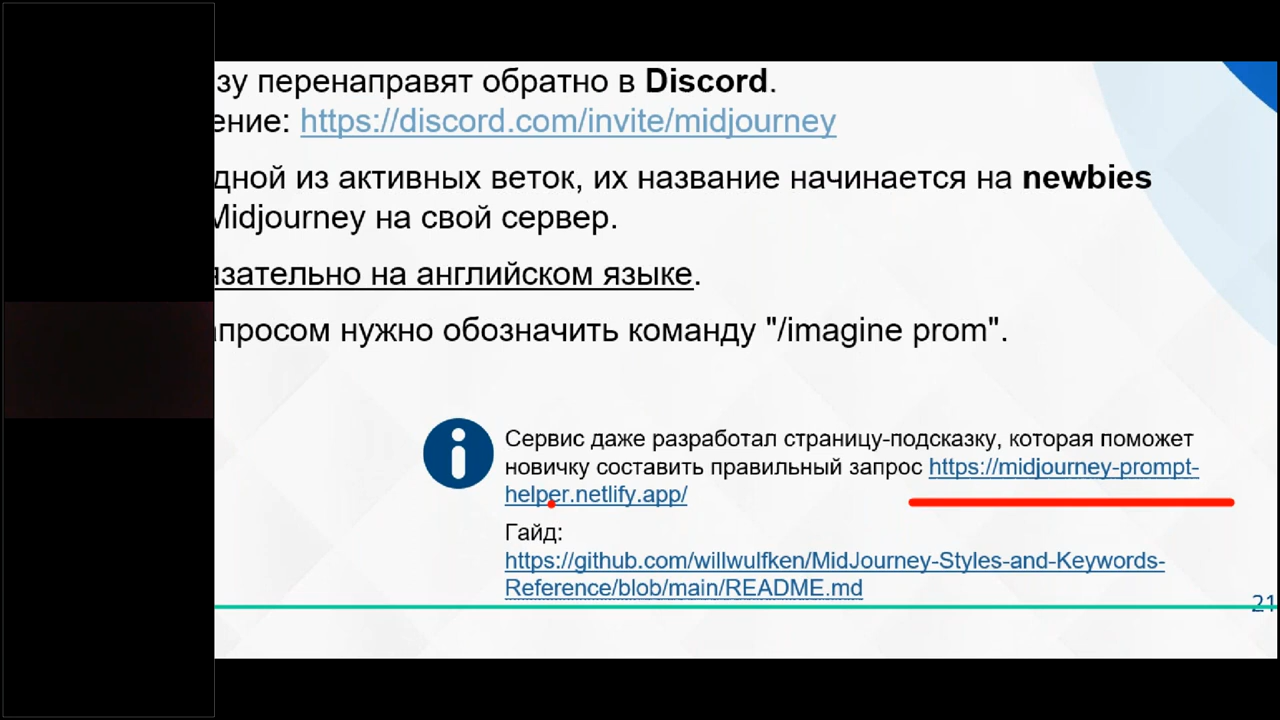 зу перенаправят обратно в Discord.
ение: https://discord.com/invite/midjourney
дной из активных веток, их название начинается на newbies
Midjourney на свой сервер.
язательно на английском языке.
апросом нужно обозначить команду "/imagine prom".
Сервис даже разработал страницу-подсказку, которая поможет
новичку составить правильный запрос https://midjourney-prompt-
helper.netlify.app/
Гайд:
https://github.com/willwulfken/MidJourney-Styles-and-Keywords-
Reference/blob/main/README.md
21